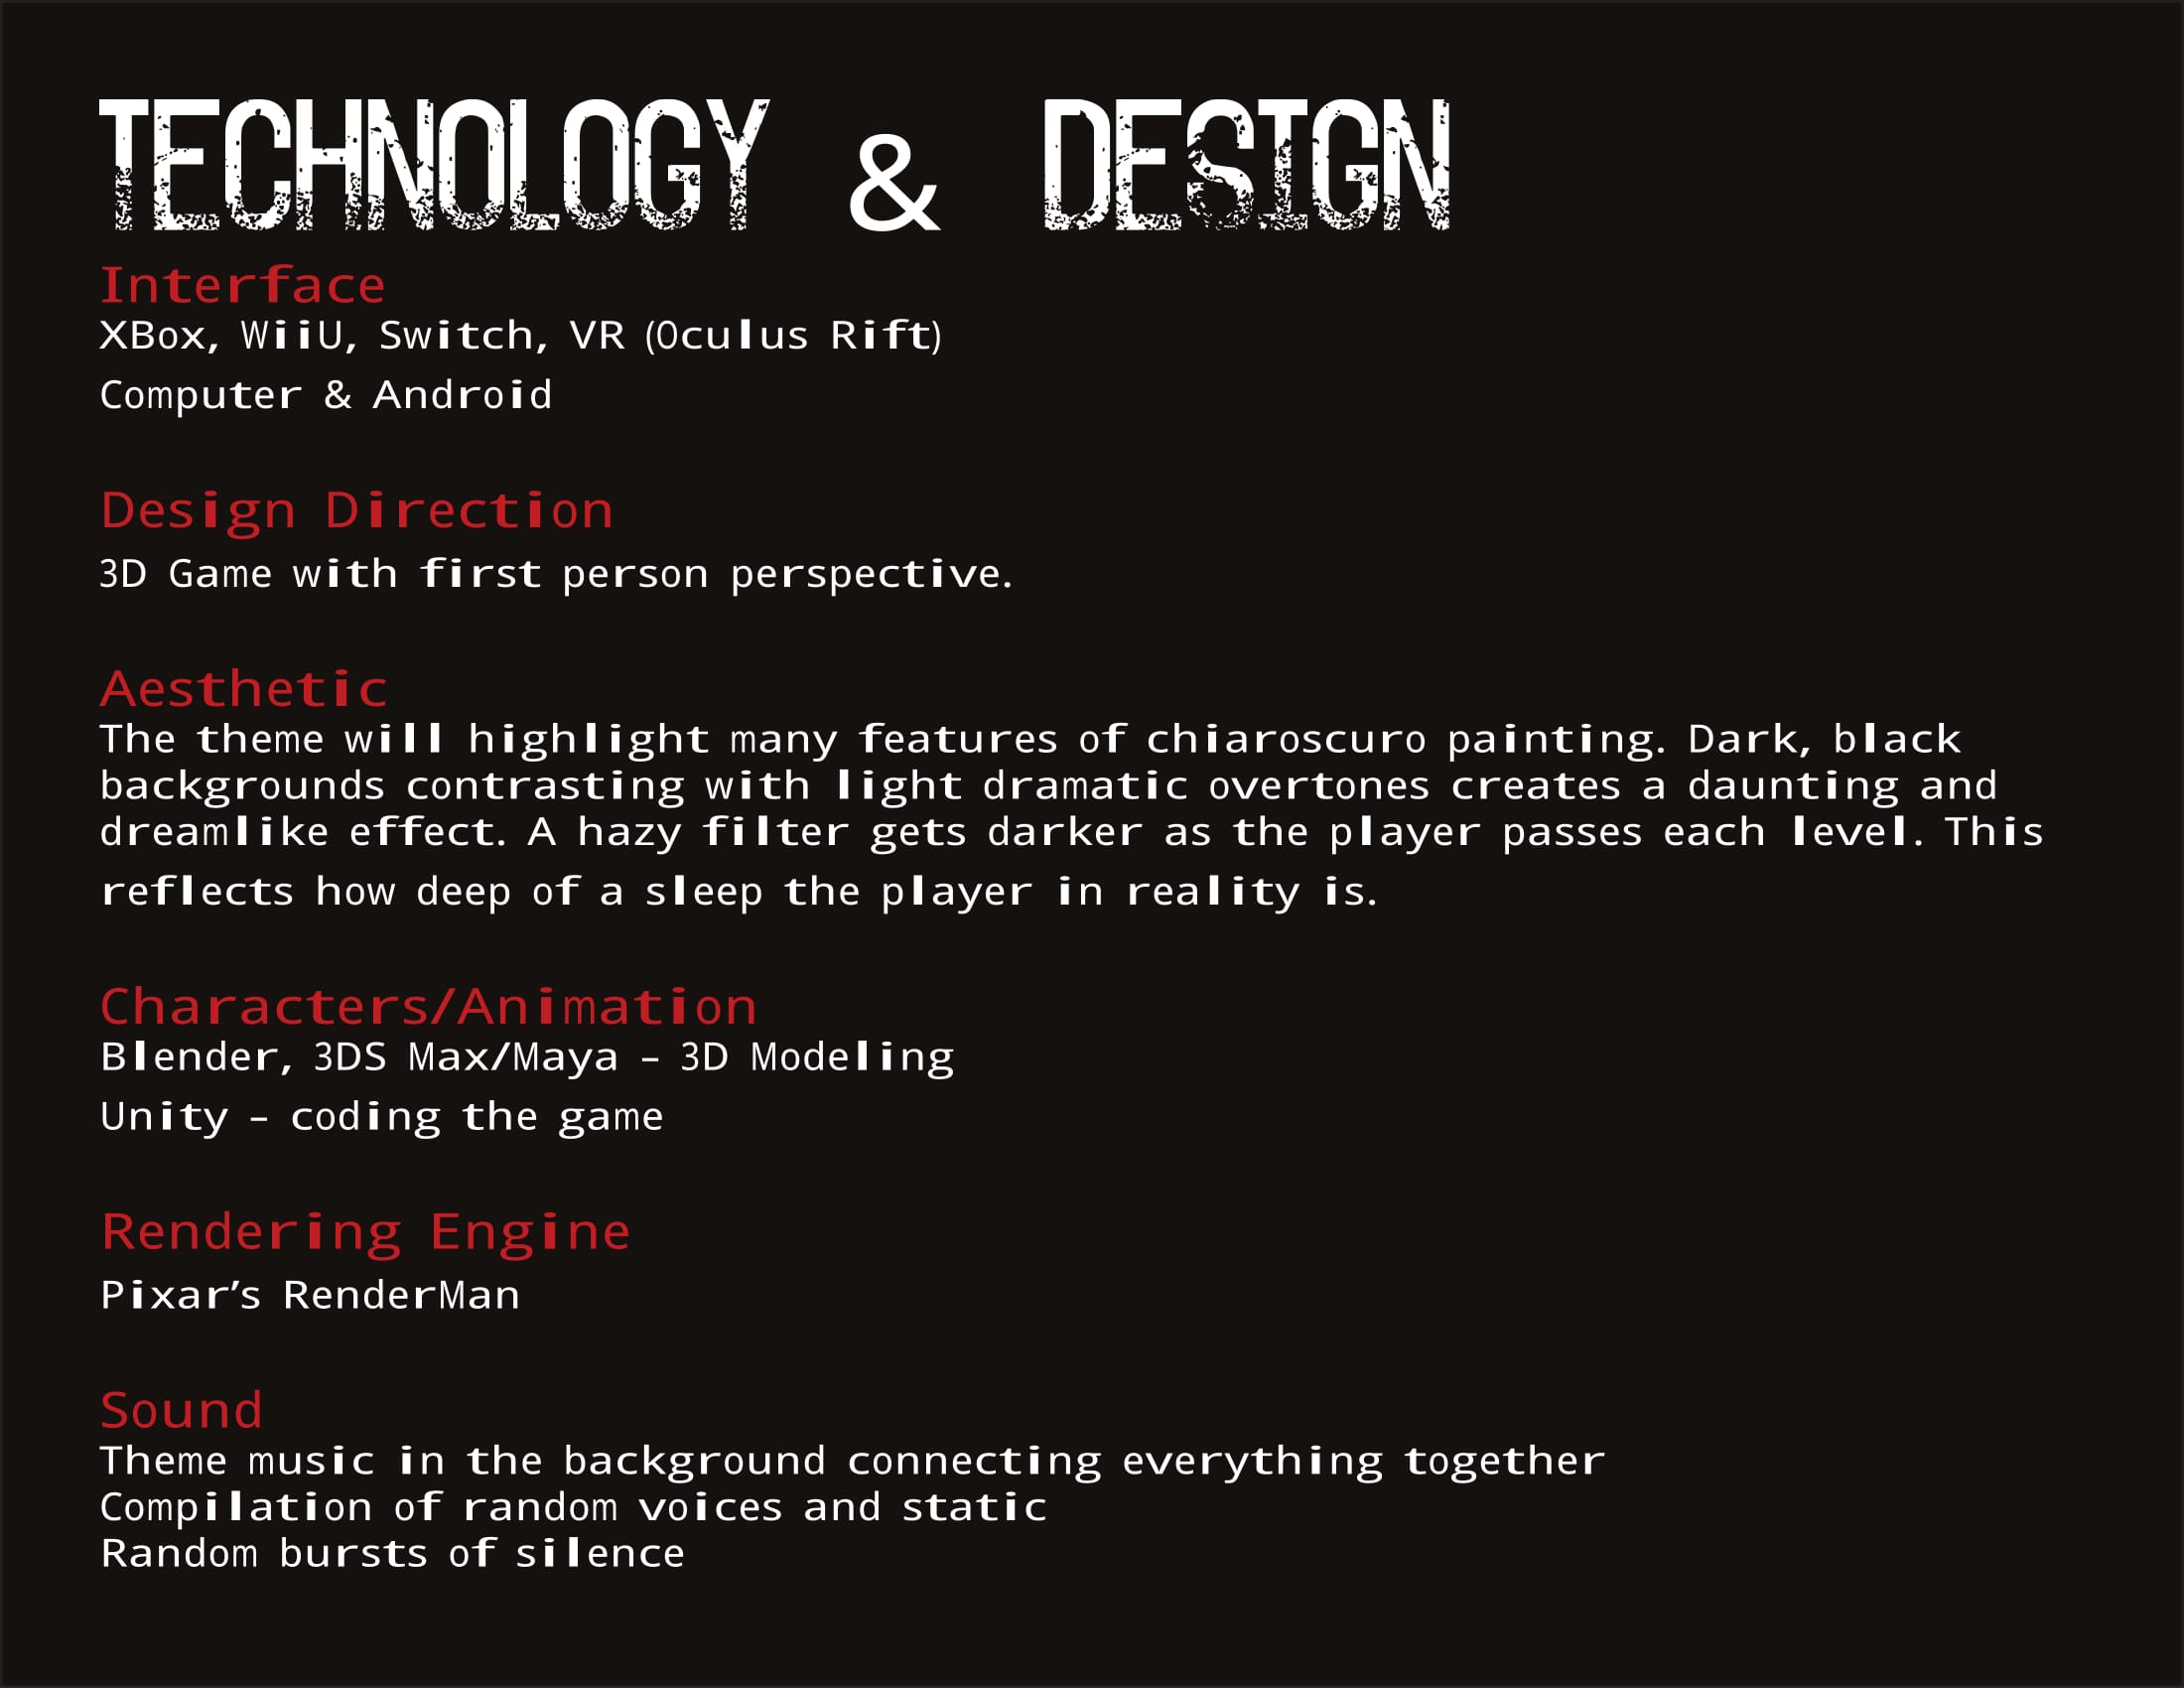 TECHNOLOGY & DESIGN
Interface
XBox, WiiU, Switch, VR (Oculus Rift)
Computer & Android
Design Direction
3D Game with first person perspective.
Aesthetic
The theme will highlight many features of chiaroscuro painting. Dark, black
backgrounds contrasting with light dramatic overtones creates a daunting and
dreamlike effect. A hazy filter gets darker as the player passes each level. This
reflects how deep of a sleep the player in reality is.
Characters/Animation
Blender, 3DS Max/Maya – 3D Modeling
Unity – coding the game
Rendering Engine
Pixar’s RenderMan
Sound
Theme music in the background connecting everything together
Compilation of random voices and static
Random bursts of silence